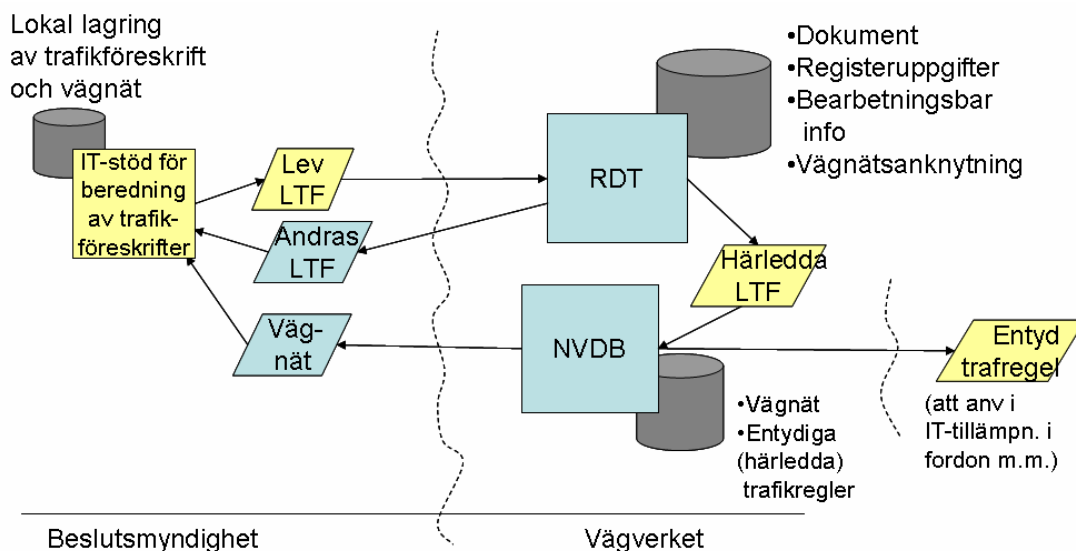 Lokal lagring
av trafikföreskrift
och vägnät
IT-stöd för
beredning
av trafik-
föreskrifter
Lev
LTF
Andras
LTF
Väg-
nät
RDT
NVDB
•Dokument
•Registeruppgifter
•Bearbetningsbar
info
•Vägnätsanknytning
Härledda
LTF
•Vägnät
•Entydiga
(härledda)
trafikregler
Entyd
trafregel
(att anv i
IT-tillämpn. i
fordon m.m.)
Beslutsmyndighet
Vägverket